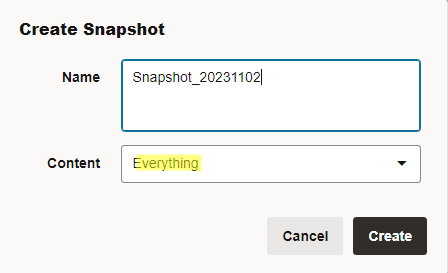 Create Snapshot
Name
Snapshot_20231102
Content
Everything
Cancel
Create